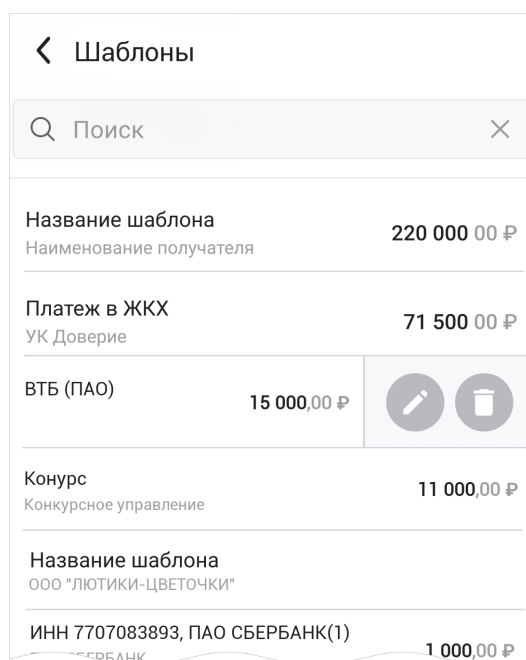 Шаблоны
Поиск
Название шаблона
220 000 00 ₽
Наименование получателя
Платеж в ЖКХ
71 500 00 ₽
УК Доверие
ВТБ (ПАО)
15 000,00 ₽
Конурс
11 000,00 ₽
Конкурсное управление
Название шаблона
ООО "ЛЮТИКИ-ЦВЕТОЧКИ"
ИНН 7707083893, ПАО СБЕРБАНК(1)
1 000,00 ₽
СБЕРБАНК